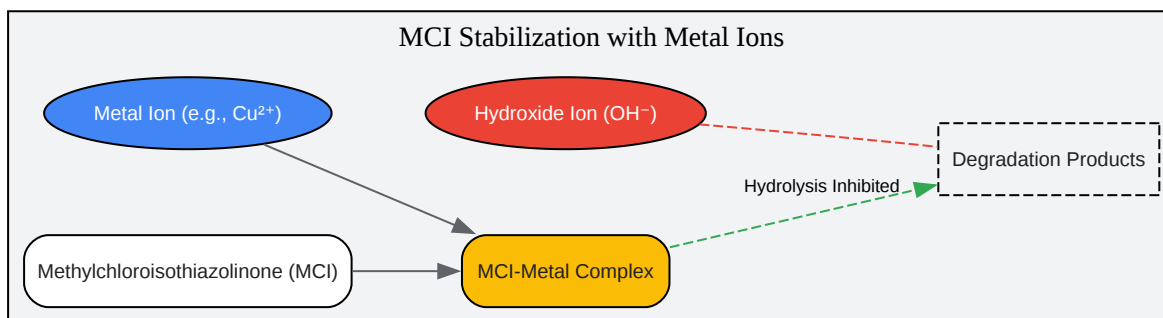 MCI Stabilization with Metal Ions
Metal Ion (e.g., Cu²⁺)
Hydroxide Ion (OH⁻)
Degradation Products
Hydrolysis Inhibited
Methylchloroisothiazolinone (MCI)
MCI-Metal Complex